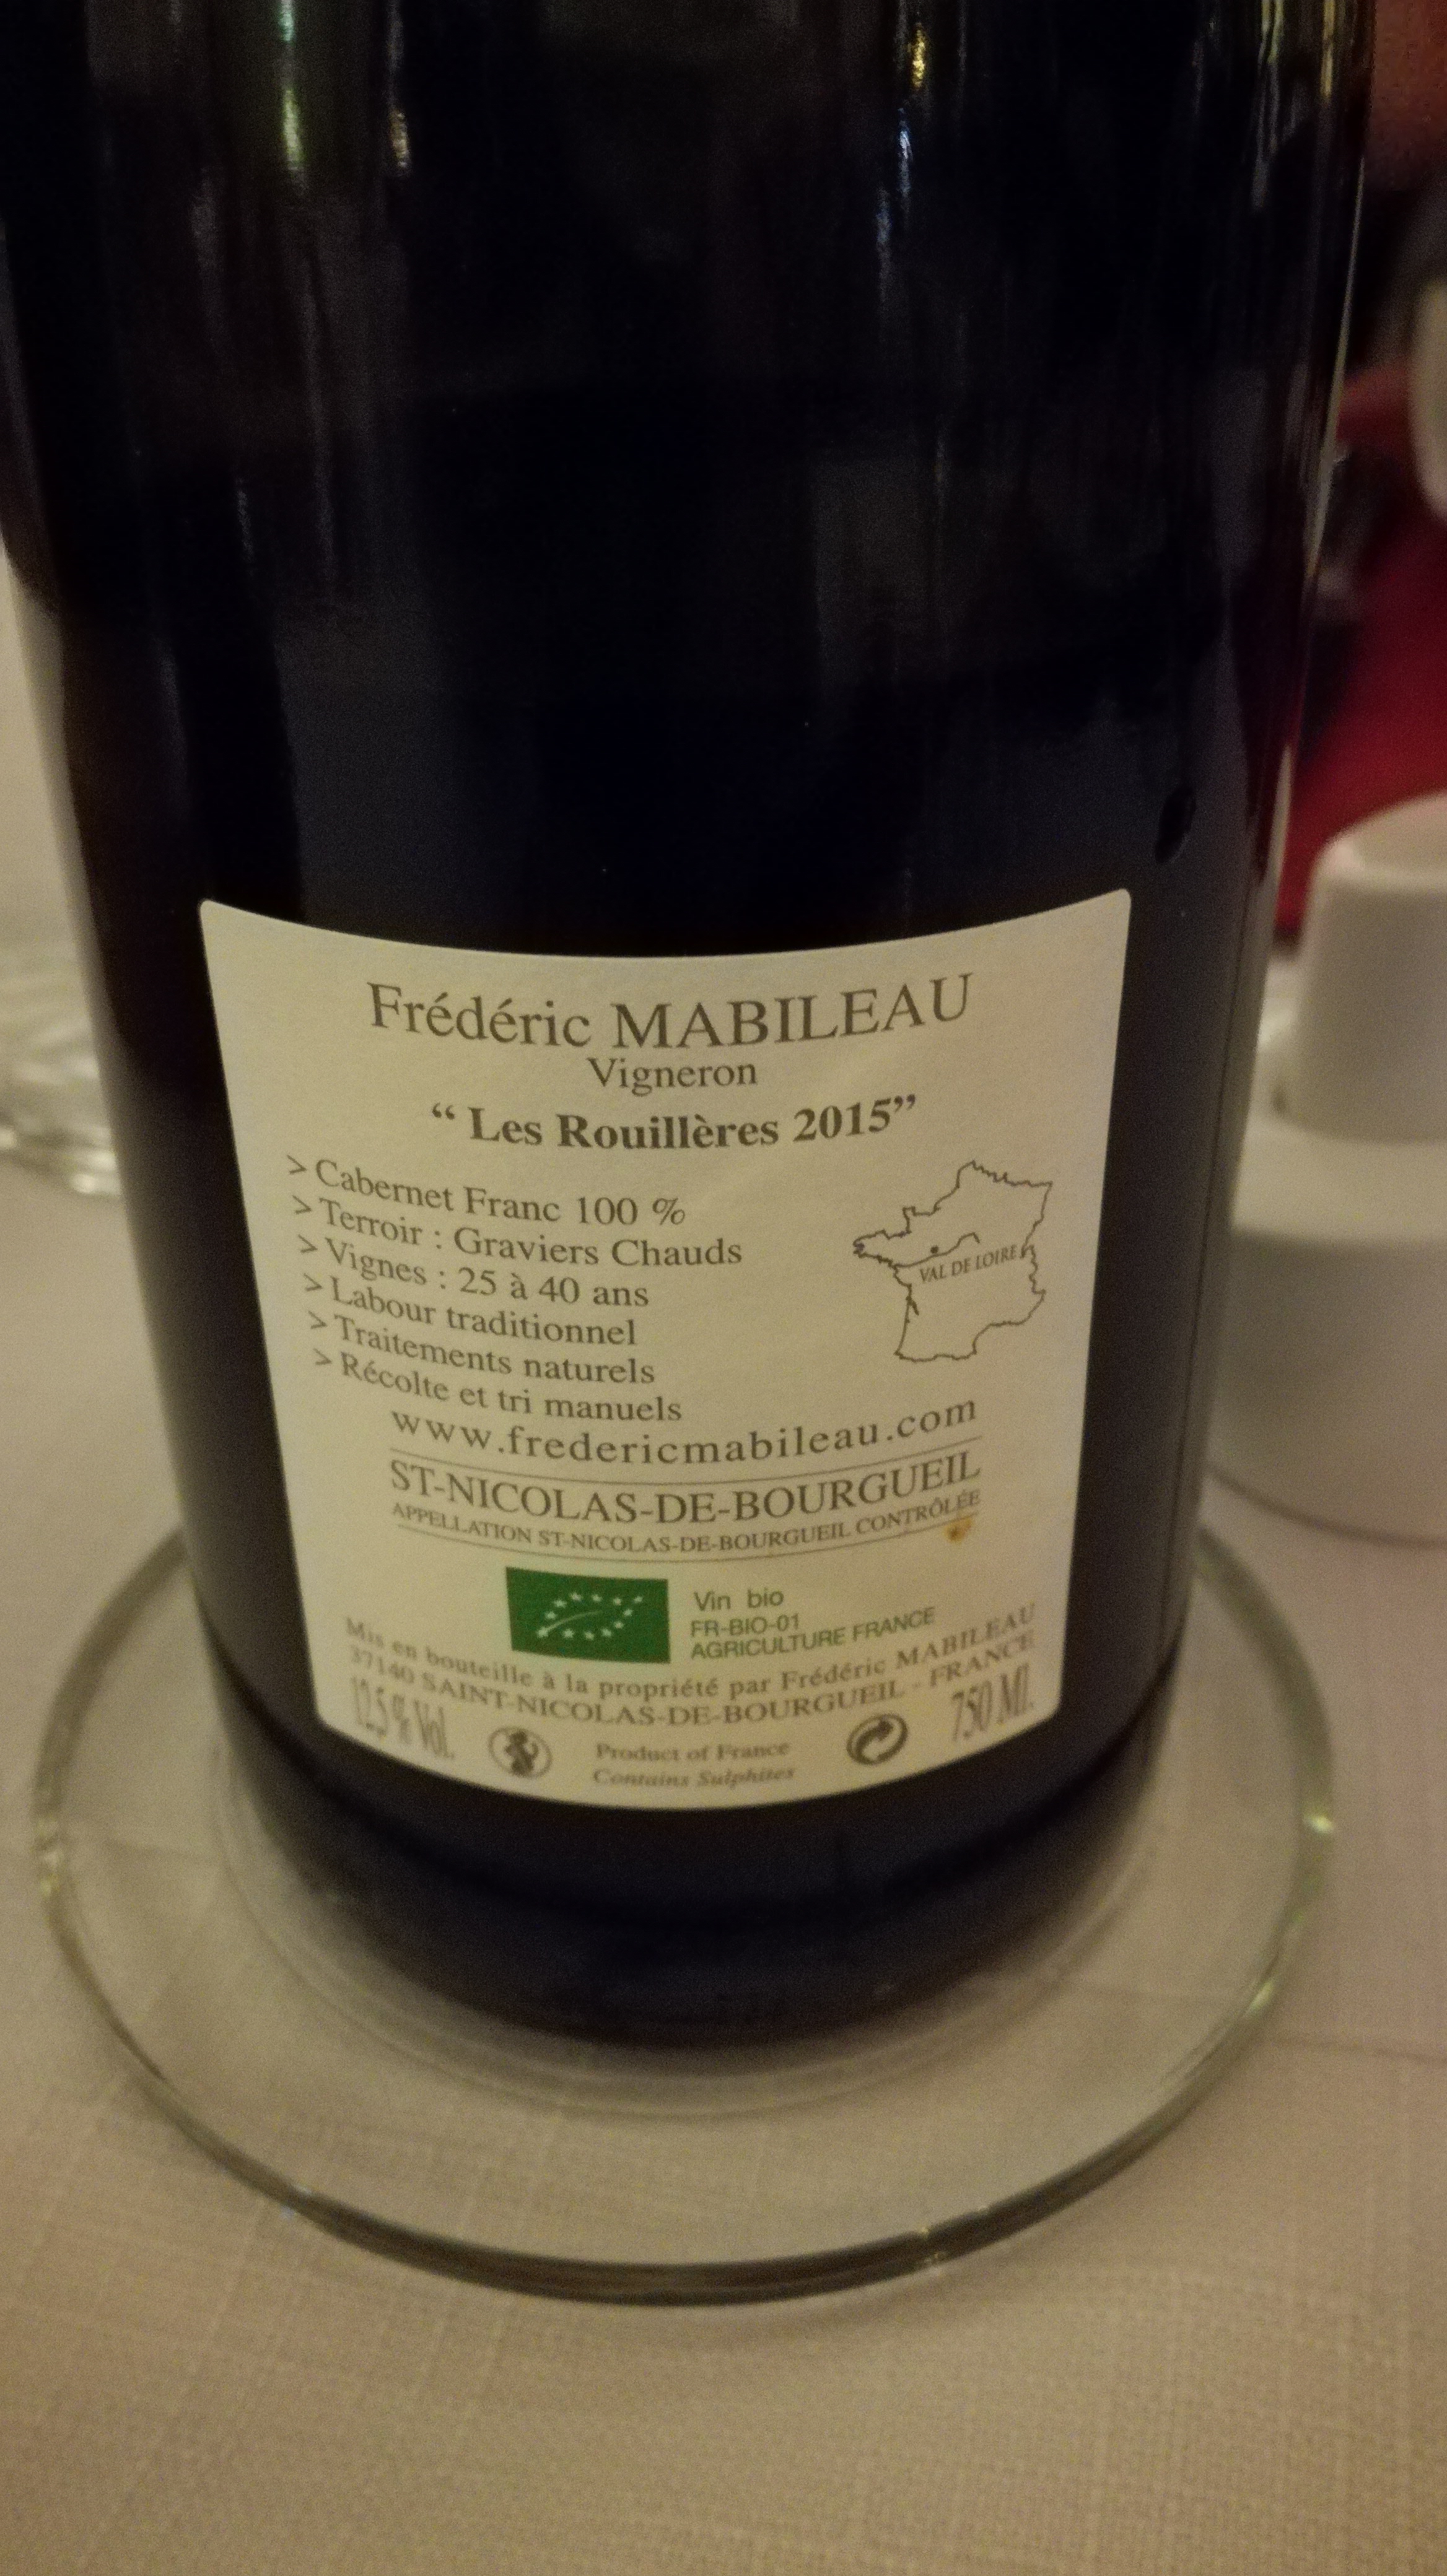 Frédéric MABILEAU
Vigneron
“ Les Rouillères 2015”
> Cabernet Franc 100 %
> Terroir : Graviers Chauds
> Vignes : 25 à 40 ans
> Labour traditionnel
> Traitements naturels
> Récolte et tri manuels
VAL DE LOIRE
www.fredericmabileau.com
ST-NICOLAS-DE-BOURGUEIL
APPELLATION ST-NICOLAS-DE-BOURGUEIL CONTRÔLÉE
Vin bio
FR-BIO-01
AGRICULTURE FRANCE
Mis en bouteille à la propriété par Frédéric MABILEAU
37140 SAINT-NICOLAS-DE-BOURGUEIL - FRANCE
12,5 % Vol.
Product of France
Contains Sulphites
750 ML